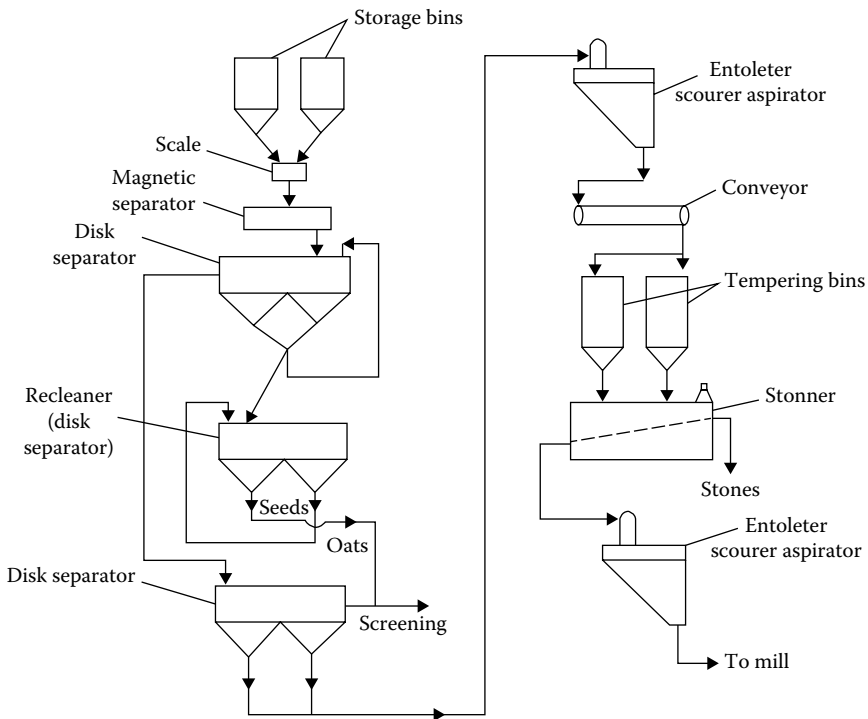 Storage bins
Scale
Magnetic
separator
Disk
separator
Recleaner
(disk
separator)
Seeds
Oats
Disk separator
Screening
Entoleter
scourer aspirator
Conveyor
Tempering bins
Stonner
Stones
Entoleter
scourer aspirator
To mill